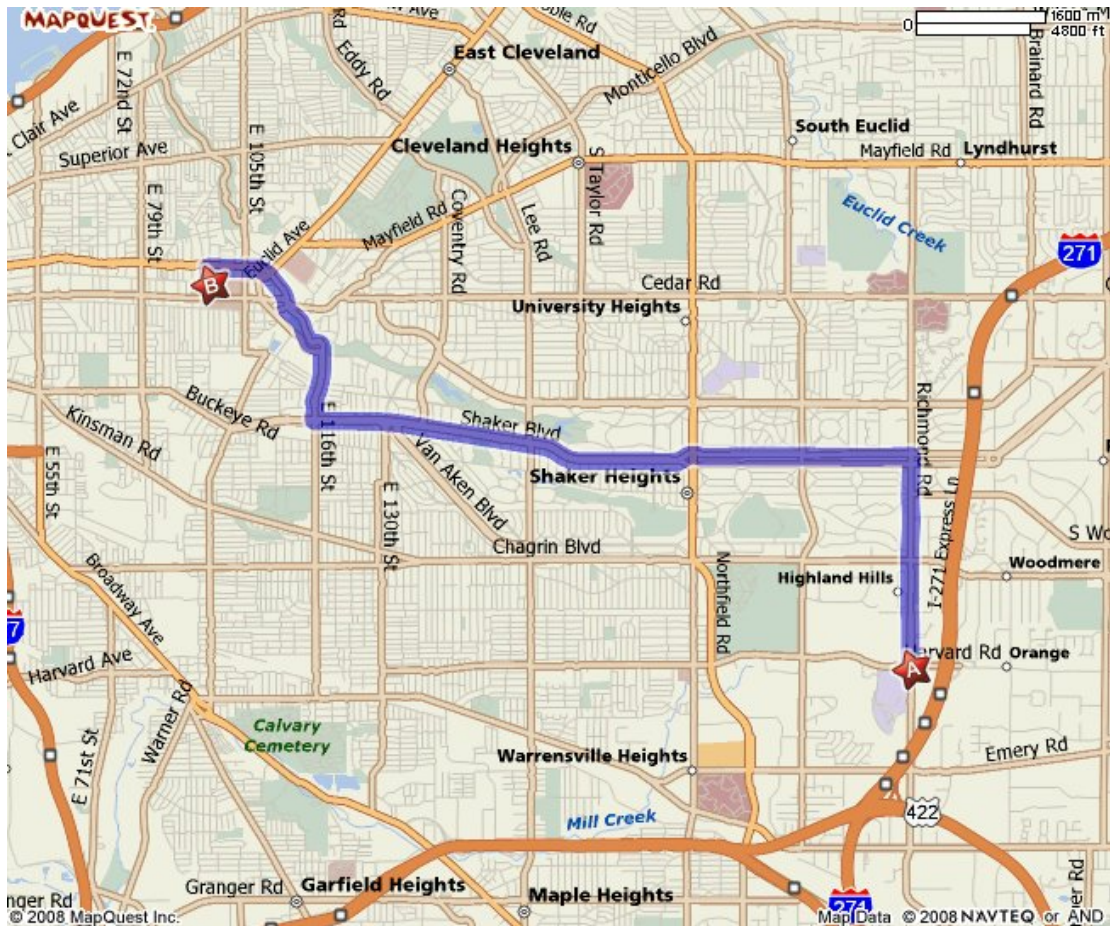 MAPQUEST.
0
1600 m
4800 ft
E 72nd St
Eddy Rd
East Cleveland
Monticello Blvd
Brainard Rd
Clair Ave
Superior Ave
E 105th St
Cleveland Heights
S Taylor Rd
South Euclid
Mayfield Rd
Lyndhurst
E 79th St
Euclid Ave
Mayfield Rd
Coventry Rd
Lee Rd
Euclid Creek
271
B
Cedar Rd
University Heights
Buckeye Rd
Kinsman Rd
E 116th St
Shaker Blvd
Van Aken Blvd
Richmond Rd
E 55th St
E 130th St
Shaker Heights
I-271 Express Ln
Chagrin Blvd
Northfield Rd
Highland Hills
Woodmere
Broadway Ave
7
Harvard Ave
A
arvard Rd
Orange
Warner Rd
E 71st St
Calvary
Cemetery
Warrensville Heights
Emery Rd
Mill Creek
422
Granger Rd
Garfield Heights
Maple Heights
271
nger Rd
© 2008 MapQuest Inc.
Map Data © 2008 NAVTEQ or AND